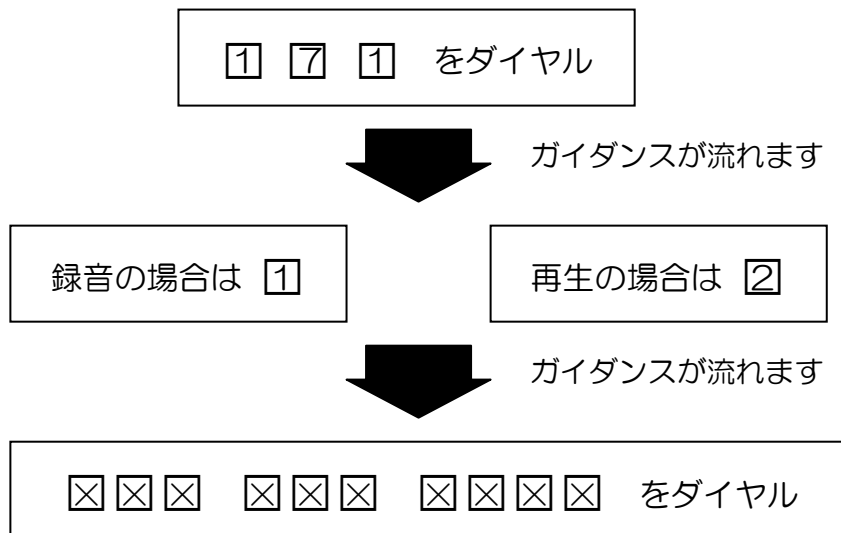 1 7 1 をダイヤル
ガイダンスが流れます
録音の場合は 1
再生の場合は 2
ガイダンスが流れます
××× ××× ×××× をダイヤル